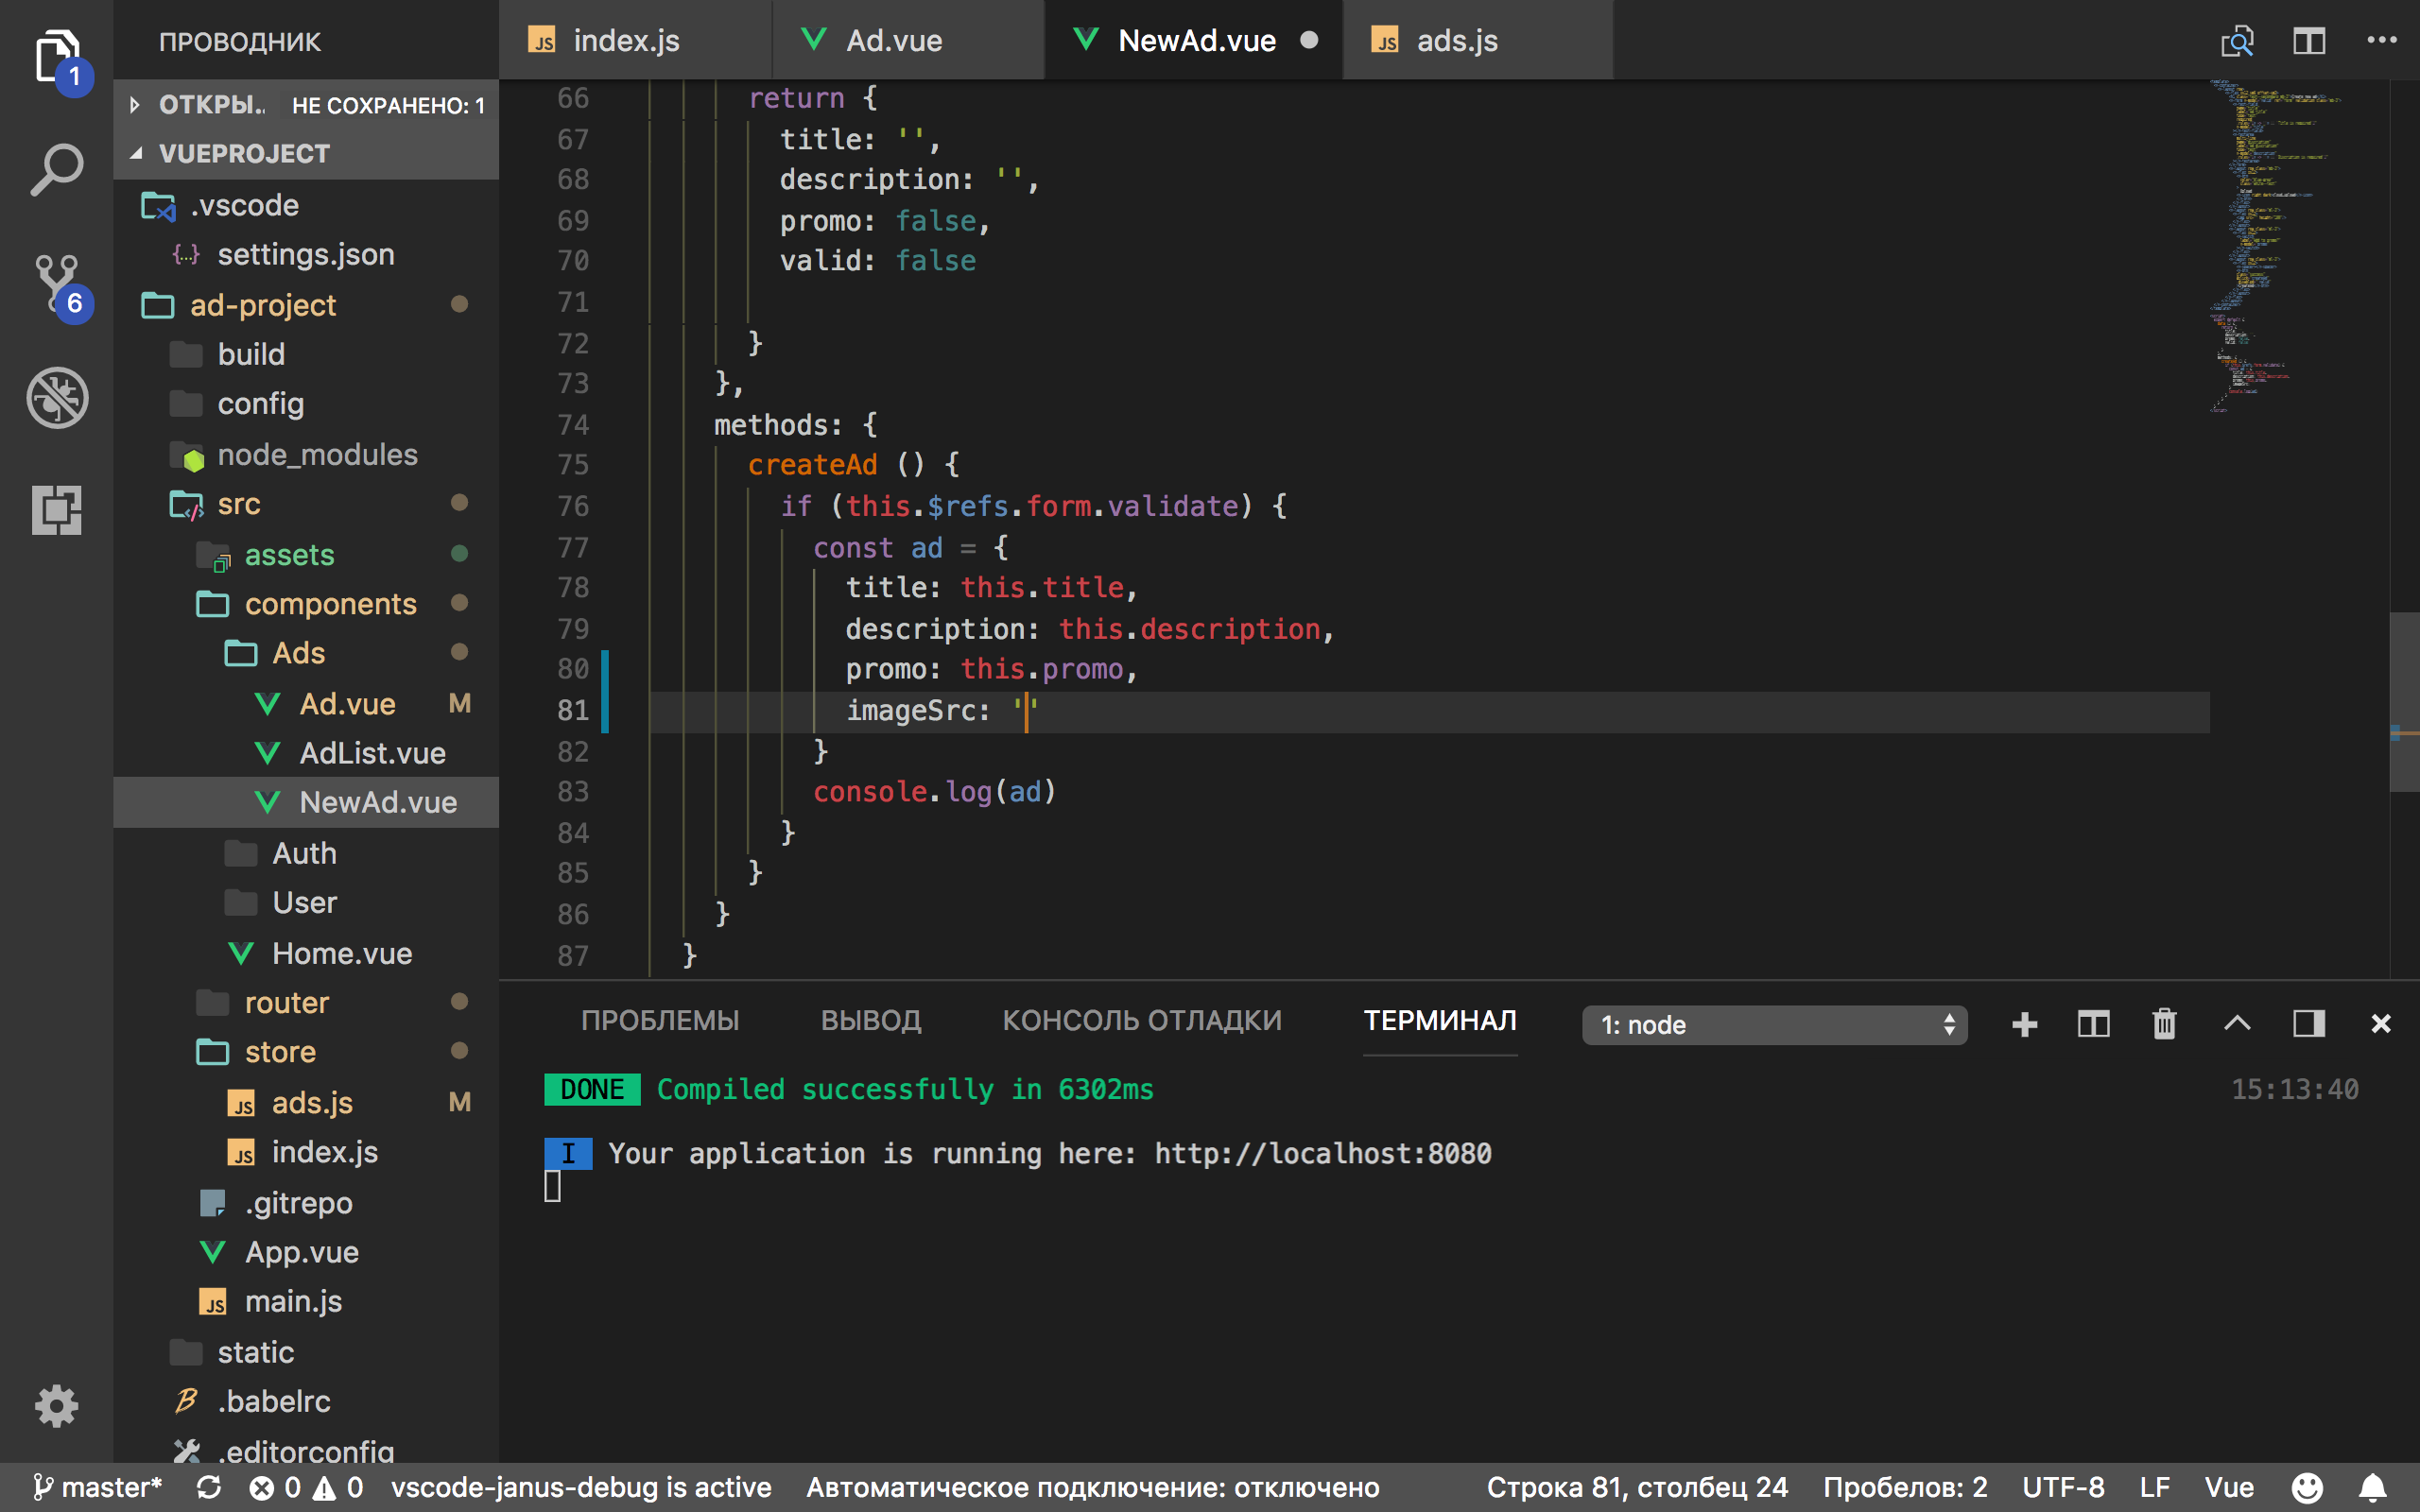 ПРОВОДНИК
ОТКРЫ.. НЕ СОХРАНЕНО: 1
VUEPROJECT
.vscode
settings.json
ad-project
build
config
node_modules
src
assets
components
Ads
Ad.vue M
AdList.vue
NewAd.vue
Auth
User
Home.vue
router
store
ads.js M
index.js
.gitrepo
App.vue
main.js
static
.babelrc
.editorconfig
1
6
index.js Ad.vue NewAd.vue ads.js
66 return {
67 title: '',
68 description: '',
69 promo: false,
70 valid: false
71
72 }
73 },
74 methods: {
75 createAd () {
76 if (this.$refs.form.validate) {
77 const ad = {
78 title: this.title,
79 description: this.description,
80 promo: this.promo,
81 imageSrc: ''
82 }
83 console.log(ad)
84 }
85 }
86 }
87 }
ПРОБЛЕМЫ ВЫВОД КОНСОЛЬ ОТЛАДКИ ТЕРМИНАЛ 1: node
DONE Compiled successfully in 6302ms 15:13:40
I Your application is running here: http://localhost:8080
master* 0 0 vscode-janus-debug is active Автоматическое подключение: отключено Строка 81, столбец 24 Пробелов: 2 UTF-8 LF Vue